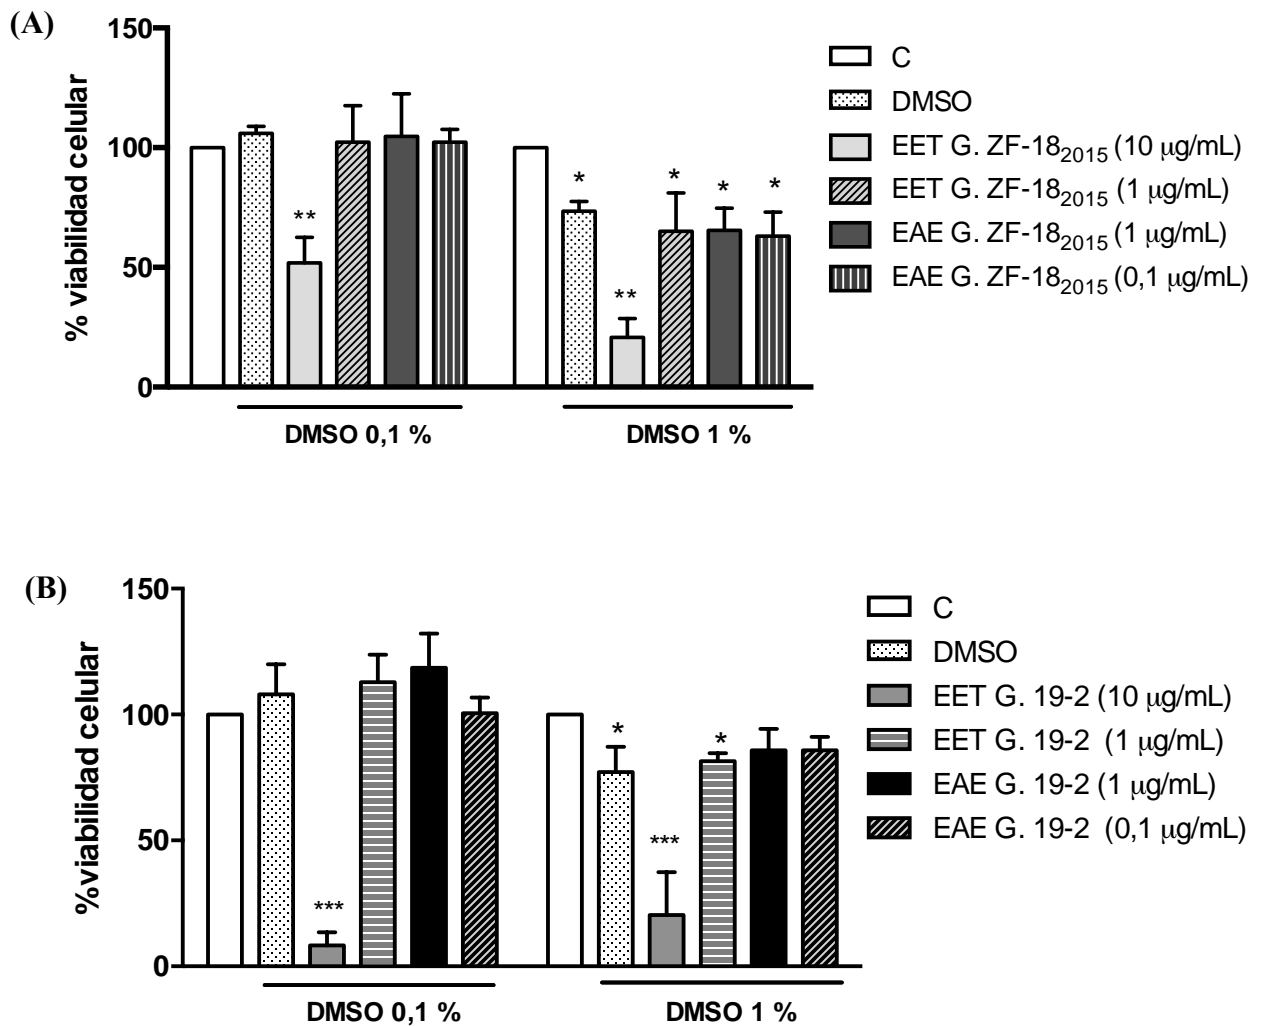 (A)
150
100
50
0
% viabilidad celular
**
*
**
*
*
*
DMSO 0,1 %
DMSO 1 %
C
DMSO
EET G. ZF-18₂₀₁₅ (10 μg/mL)
EET G. ZF-18₂₀₁₅ (1 μg/mL)
EAE G. ZF-18₂₀₁₅ (1 μg/mL)
EAE G. ZF-18₂₀₁₅ (0,1 μg/mL)
(B)
150
100
50
0
%viabilidad celular
***
*
***
*
DMSO 0,1 %
DMSO 1 %
C
DMSO
EET G. 19-2 (10 μg/mL)
EET G. 19-2 (1 μg/mL)
EAE G. 19-2 (1 μg/mL)
EAE G. 19-2 (0,1 μg/mL)